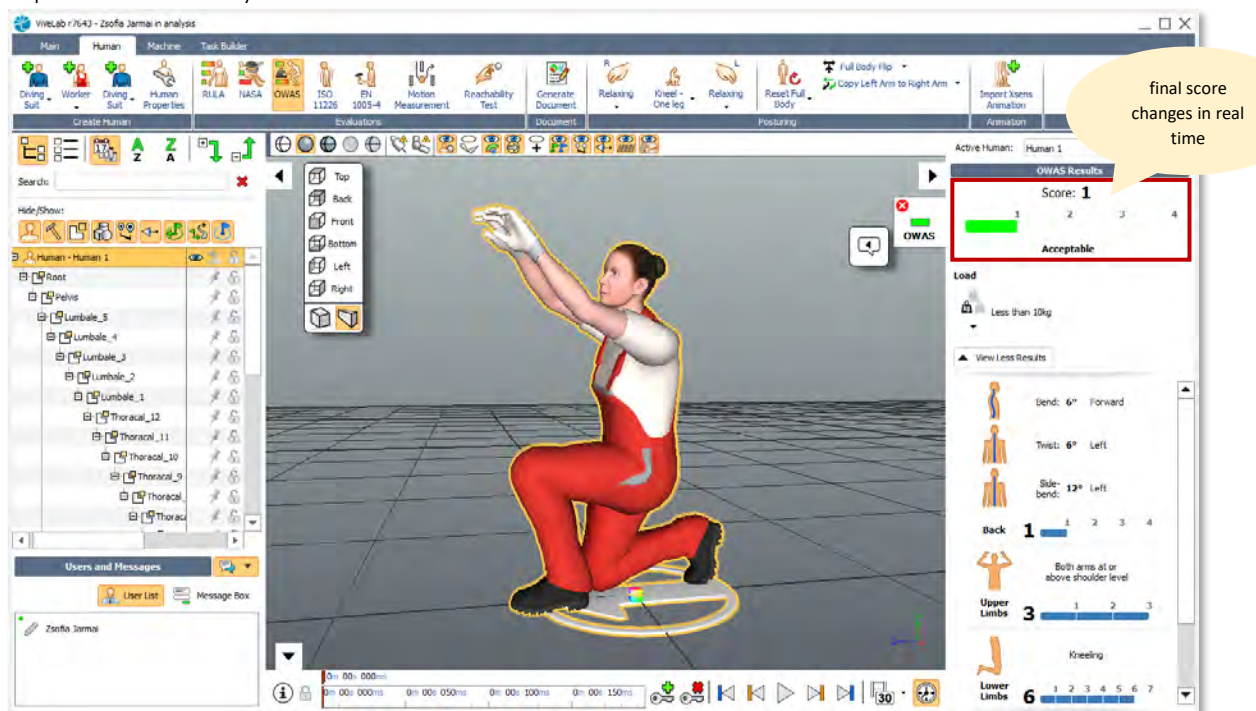 ViveLab r7643 - Zsofia Jarmai in analysis
Main Human Machine Task Builder
Diving Suit
Worker
Diving Suit
Human Properties
RULA
NASA
OWAS
ISO 11226
EN 1005-4
Motion Measurement
Reachability Test
Generate Document
R
Relaxing
Kneel - One leg
L
Relaxing
Reset Full Body
Full Body Flip
Copy Left Arm to Right Arm
Import Xsens Animation
Create Human
Evaluations
Document
Posturing
Animation
final score
changes in real
time
Search:
Hide/Show:
Human - Human 1
Root
Pelvis
Lumbale_5
Lumbale_4
Lumbale_3
Lumbale_2
Lumbale_1
Thoracal_12
Thoracal_11
Thoracal_10
Thoracal_9
Thoracal_
Thoraca
Users and Messages
User List
Message Box
Zsofia Jarmai
Top
Back
Front
Bottom
Left
Right
OWAS
0m 00s 000ms
0m 00s 000ms 0m 00s 050ms 0m 00s 100ms 0m 00s 150ms
30
Active Human: Human 1
OWAS Results
Score: 1
1 2 3 4
Acceptable
Load
Less than 10kg
View Less Results
Bend: 6° Forward
Twist: 6° Left
Side-
bend: 12° Left
Back 1 1 2 3 4
Both arms at or
above shoulder level
Upper
Limbs 3 1 2 3
Kneeling
Lower
Limbs 6 1 2 3 4 5 6 7